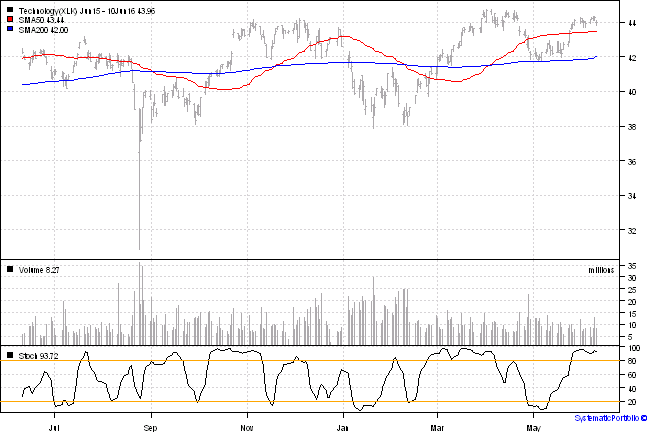 Technology(XLK) Jun 15 - 10 Jun 16 43.96
SMA50 43.44
SMA200 42.00
44
42
40
38
36
34
32
Volume 8.27
millions
35
30
25
20
15
10
5
Stoch 93.72
100
80
60
40
20
Jul
Sep
Nov
Jan
Mar
May
SystematicPortfolio ©